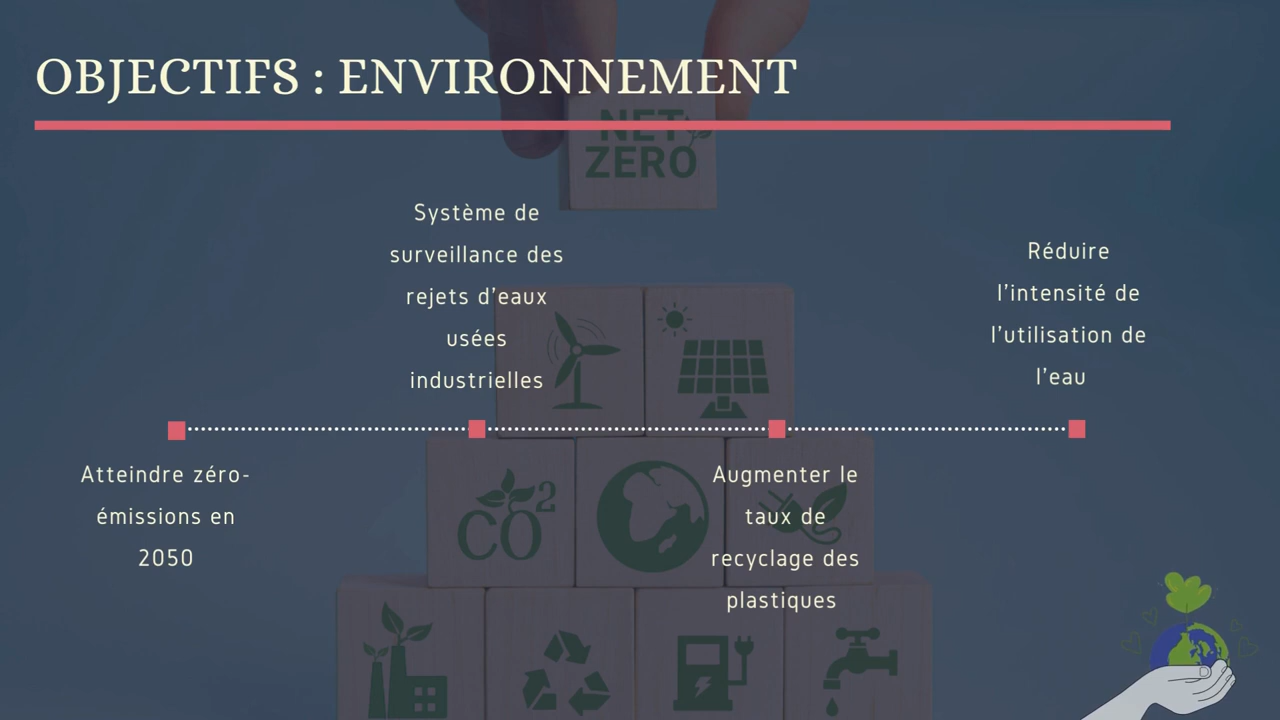 OBJECTIFS : ENVIRONNEMENT
NET
ZERO
Système de
surveillance des
rejets d’eaux
usées
industrielles
Réduire
l’intensité de
l’utilisation de
l’eau
Atteindre zéro-
émissions en
2050
Augmenter le
taux de
recyclage des
plastiques
CO2